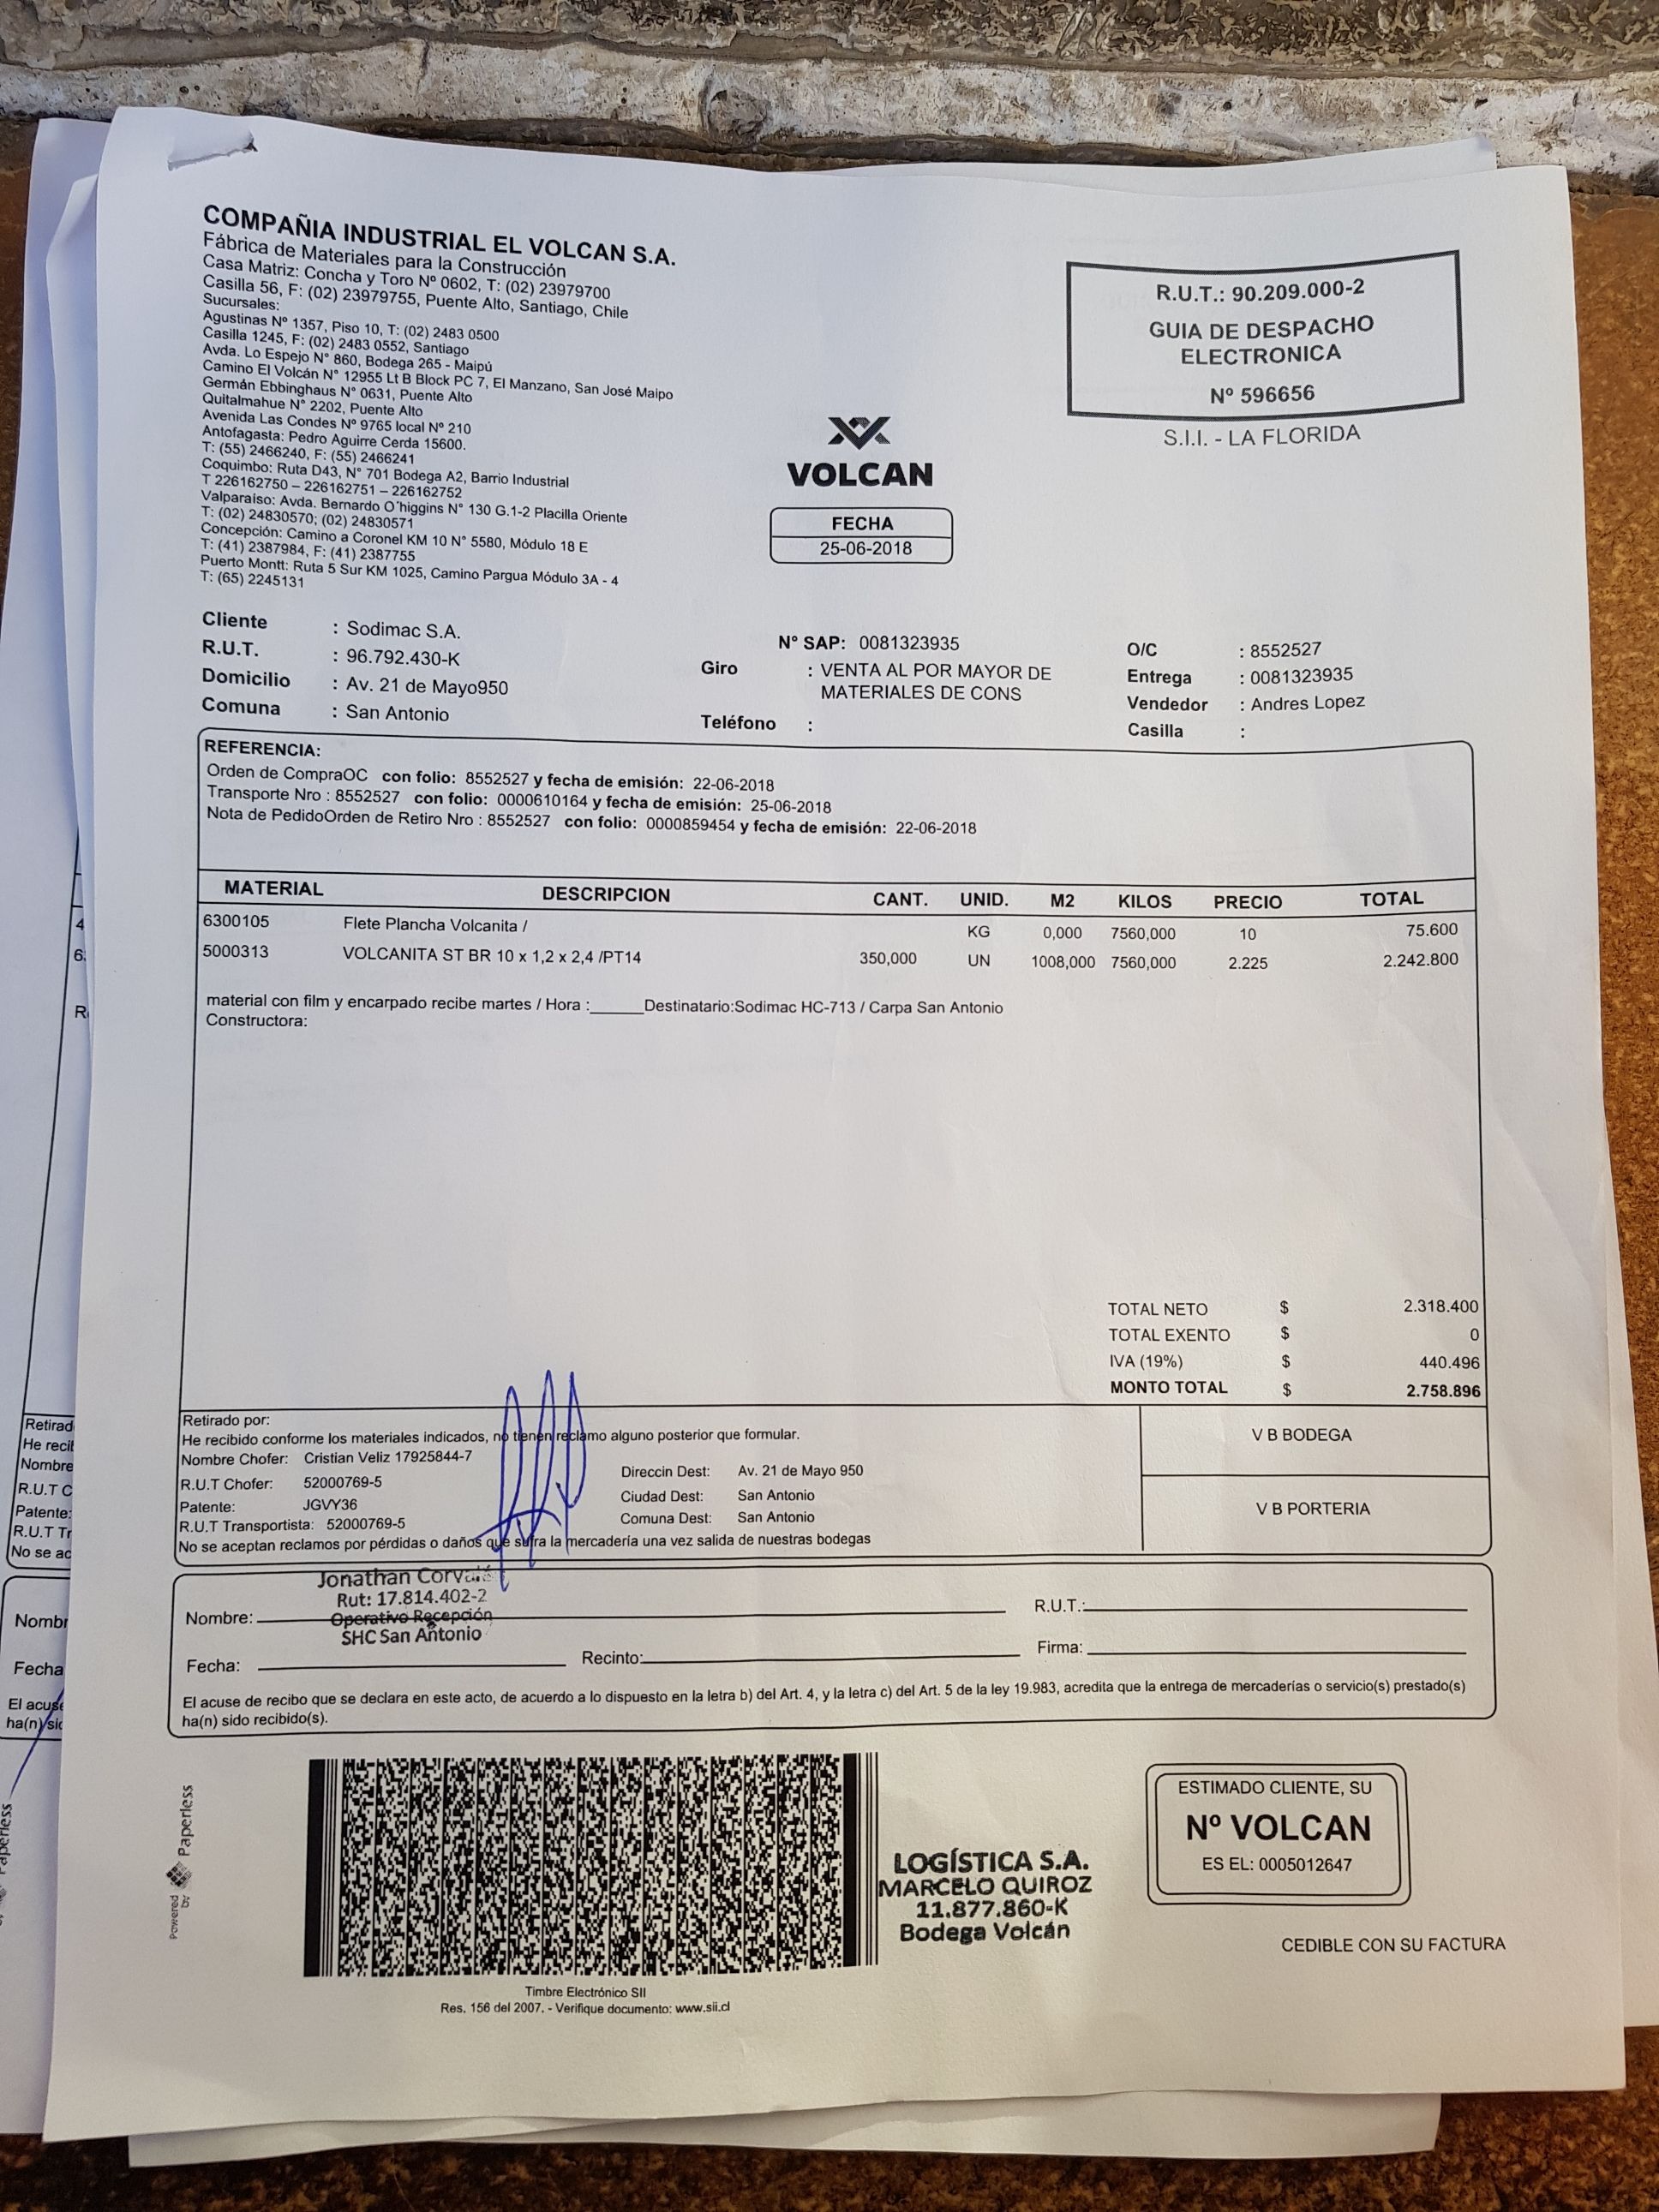 COMPAÑIA INDUSTRIAL EL VOLCAN S.A.
Fábrica de Materiales para la Construcción
Casa Matriz: Concha y Toro Nº 0602, T: (02) 23979700
Casilla 56, F: (02) 23979755, Puente Alto, Santiago, Chile
Sucursales:
Agustinas Nº 1357, Piso 10, T: (02) 2483 0500
Casilla 1245, F: (02) 2483 0552, Santiago
Avda. Lo Espejo N° 860, Bodega 265 - Maipú
Camino El Volcán N° 12955 Lt B Block PC 7, El Manzano, San José Maipo
Germán Ebbinghaus N° 0631, Puente Alto
Quitalmahue N° 2202, Puente Alto
Avenida Las Condes Nº 9765 local Nº 210
Antofagasta: Pedro Aguirre Cerda 15600.
T: (55) 2466240, F: (55) 2466241
Coquimbo: Ruta D43, N° 701 Bodega A2, Barrio Industrial
T 226162750 – 226162751 – 226162752
Valparaiso: Avda. Bernardo O´higgins N° 130 G.1-2 Placilla Oriente
T: (02) 24830570; (02) 24830571
Concepción: Camino a Coronel KM 10 N° 5580, Módulo 18 E
T: (41) 2387984, F: (41) 2387755
Puerto Montt: Ruta 5 Sur KM 1025, Camino Pargua Módulo 3A - 4
T: (65) 2245131
VOLCAN
FECHA
25-06-2018
R.U.T.: 90.209.000-2
GUIA DE DESPACHO
ELECTRONICA
Nº 596656
S.I.I. - LA FLORIDA
Cliente : Sodimac S.A.
R.U.T. : 96.792.430-K
Domicilio : Av. 21 de Mayo950
Comuna : San Antonio
N° SAP: 0081323935
Giro : VENTA AL POR MAYOR DE
MATERIALES DE CONS
Teléfono :
O/C : 8552527
Entrega : 0081323935
Vendedor : Andres Lopez
Casilla :
REFERENCIA:
Orden de CompraOC con folio: 8552527 y fecha de emisión: 22-06-2018
Transporte Nro : 8552527 con folio: 0000610164 y fecha de emisión: 25-06-2018
Nota de PedidoOrden de Retiro Nro : 8552527 con folio: 0000859454 y fecha de emisión: 22-06-2018
MATERIAL DESCRIPCION CANT. UNID. M2 KILOS PRECIO TOTAL
6300105 Flete Plancha Volcanita / KG 0,000 7560,000 10 75.600
5000313 VOLCANITA ST BR 10 x 1,2 x 2,4 /PT14 350,000 UN 1008,000 7560,000 2.225 2.242.800
material con film y encarpado recibe martes / Hora :______Destinatario:Sodimac HC-713 / Carpa San Antonio
Constructora:
TOTAL NETO $ 2.318.400
TOTAL EXENTO $ 0
IVA (19%) $ 440.496
MONTO TOTAL $ 2.758.896
Retirado por:
He recibido conforme los materiales indicados, no tienen reclamo alguno posterior que formular.
Nombre Chofer: Cristian Veliz 17925844-7
R.U.T Chofer: 52000769-5
Patente: JGVY36
R.U.T Transportista: 52000769-5
Direccin Dest: Av. 21 de Mayo 950
Ciudad Dest: San Antonio
Comuna Dest: San Antonio
No se aceptan reclamos por pérdidas o daños que sufra la mercadería una vez salida de nuestras bodegas
V B BODEGA
V B PORTERIA
Jonathan
Rut: 17.814.402-2
Operativo Recepción
SHC San Antonio
Nombre:
R.U.T.:
Fecha:
Recinto:
Firma:
El acuse de recibo que se declara en este acto, de acuerdo a lo dispuesto en la letra b) del Art. 4, y la letra c) del Art. 5 de la ley 19.983, acredita que la entrega de mercaderías o servicio(s) prestado(s)
ha(n) sido recibido(s).
Powered by Paperless
LOGÍSTICA S.A.
MARCELO QUIROZ
11.877.860-K
Bodega Volcán
ESTIMADO CLIENTE, SU
Nº VOLCAN
ES EL: 0005012647
CEDIBLE CON SU FACTURA
Timbre Electrónico SII
Res. 156 del 2007. - Verifique documento: www.sii.cl